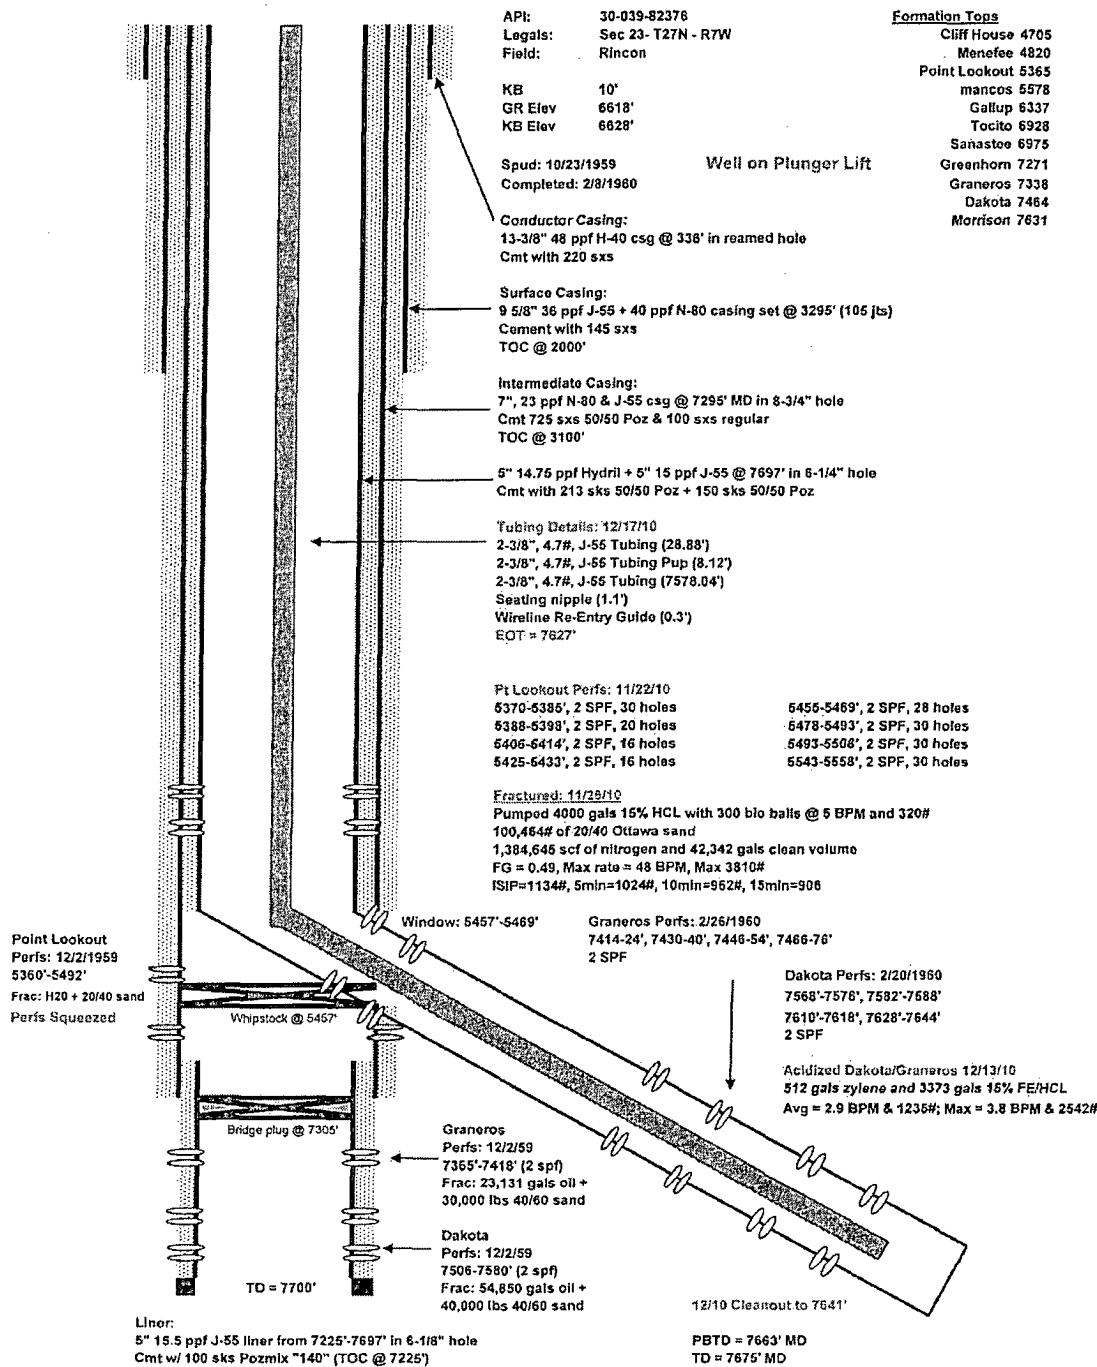 API: 30-039-82376
Legals: Sec 23- T27N - R7W
Field: Rincon
KB 10'
GR Elev 6618'
KB Elev 6628'
Spud: 10/23/1959
Completed: 2/8/1960
Well on Plunger Lift
Formation Tops
Cliff House 4705
Menefee 4820
Point Lookout 5365
mancos 5578
Gallup 6337
Tocito 6928
Sanastee 6975
Greenhorn 7271
Graneros 7338
Dakota 7464
Morrison 7631
Conductor Casing:
13-3/8" 48 ppf H-40 csg @ 336' in reamed hole
Cmt with 220 sxs
Surface Casing:
9 5/8" 36 ppf J-55 + 40 ppf N-80 casing set @ 3295' (105 jts)
Cement with 145 sxs
TOC @ 2000'
Intermediate Casing:
7", 23 ppf N-80 & J-55 csg @ 7295' MD in 8-3/4" hole
Cmt 725 sxs 50/50 Poz & 100 sxs regular
TOC @ 3100'
5" 14.75 ppf Hydril + 5" 15 ppf J-55 @ 7697' in 6-1/4" hole
Cmt with 213 sks 50/50 Poz + 150 sks 50/50 Poz
Tubing Details: 12/17/10
2-3/8", 4.7#, J-55 Tubing (28.88')
2-3/8", 4.7#, J-55 Tubing Pup (8.12')
2-3/8", 4.7#, J-55 Tubing (7578.04')
Seating nipple (1.1')
Wireline Re-Entry Guide (0.3')
EOT = 7627'
Pt Lookout Perfs: 11/22/10
5370-5385', 2 SPF, 30 holes
5388-5398', 2 SPF, 20 holes
5406-5414', 2 SPF, 16 holes
5425-5433', 2 SPF, 16 holes
5455-5469', 2 SPF, 28 holes
5478-5493', 2 SPF, 30 holes
5493-5508', 2 SPF, 30 holes
5543-5558', 2 SPF, 30 holes
Fractured: 11/29/10
Pumped 4000 gals 15% HCL with 300 bio balls @ 5 BPM and 320#
100,464# of 20/40 Ottawa sand
1,384,645 scf of nitrogen and 42,342 gals clean volume
FG = 0.49, Max rate = 48 BPM, Max 3810#
ISIP=1134#, 5min=1024#, 10min=952#, 15min=906
Window: 5457'-5469'
Graneros Perfs: 2/26/1960
7414-24', 7430-40', 7446-54', 7466-76'
2 SPF
Point Lookout
Perfs: 12/2/1959
5360'-5492'
Frac: H20 + 20/40 sand
Perfs Squeezed
Whipstock @ 5457'
Dakota Perfs: 2/20/1960
7568'-7576', 7582'-7588'
7610'-7618', 7628'-7644'
2 SPF
Acidized Dakota/Graneros 12/13/10
512 gals zylene and 3373 gals 15% FE/HCL
Avg = 2.9 BPM & 1235#; Max = 3.8 BPM & 2542#
Bridge plug @ 7305'
Graneros
Perfs: 12/2/59
7365'-7418' (2 spf)
Frac: 23,131 gals oil +
30,000 lbs 40/60 sand
Dakota
Perfs: 12/2/59
7506-7580' (2 spf)
Frac: 54,850 gals oil +
40,000 lbs 40/60 sand
TD = 7700'
12/10 Cleanout to 7641'
Liner:
5" 15.5 ppf J-55 liner from 7225'-7697' in 6-1/8" hole
Cmt w/ 100 sks Pozmix "140" (TOC @ 7225')
PBTD = 7663' MD
TD = 7675' MD